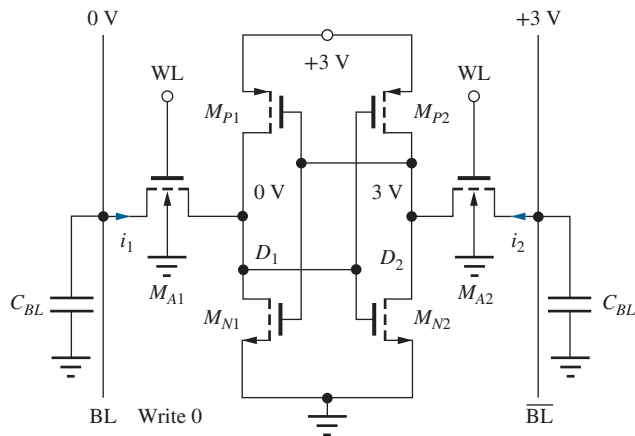 0 V
+3 V
+3 V
WL
WL
M_P1
M_P2
0 V
3 V
i_1
i_2
D_1
D_2
M_A1
M_A2
C_BL
C_BL
M_N1
M_N2
BL
Write 0
B̅L̅